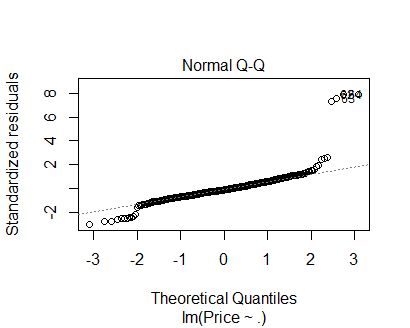 Normal Q-Q
Standardized residuals
8
6
4
2
-2
-3 -2 -1 0 1 2 3
Theoretical Quantiles
lm(Price ~ .)